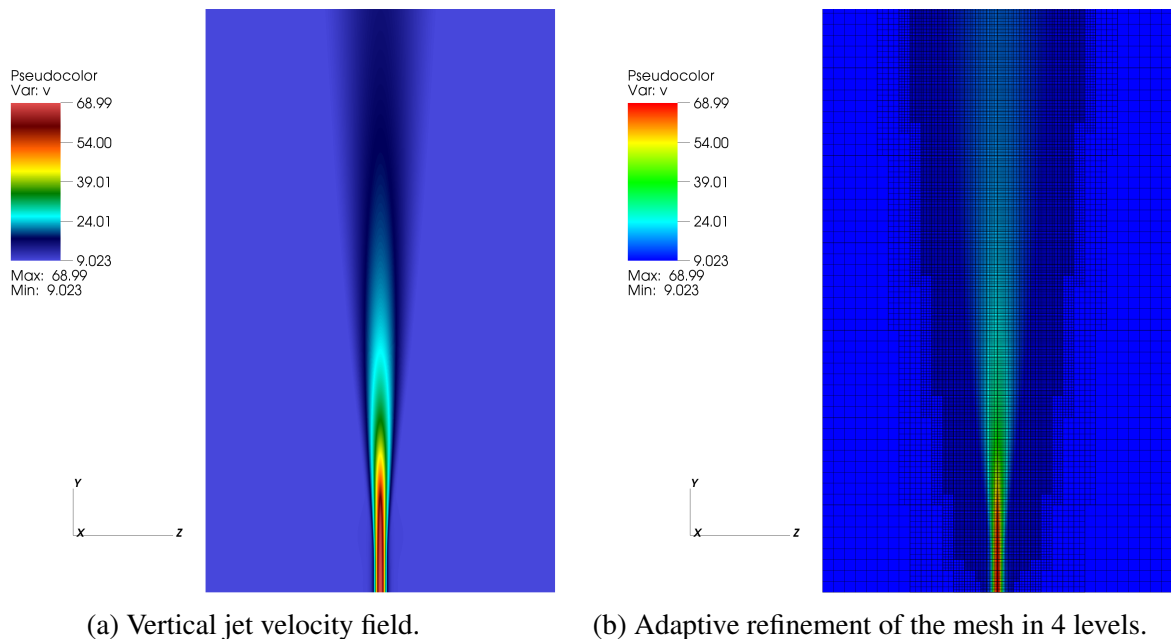 Pseudocolor
Var: v
68.99
54.00
39.01
24.01
9.023
Max: 68.99
Min: 9.023
Y
X
Z
(a) Vertical jet velocity field.
Pseudocolor
Var: v
68.99
54.00
39.01
24.01
9.023
Max: 68.99
Min: 9.023
Y
X
Z
(b) Adaptive refinement of the mesh in 4 levels.